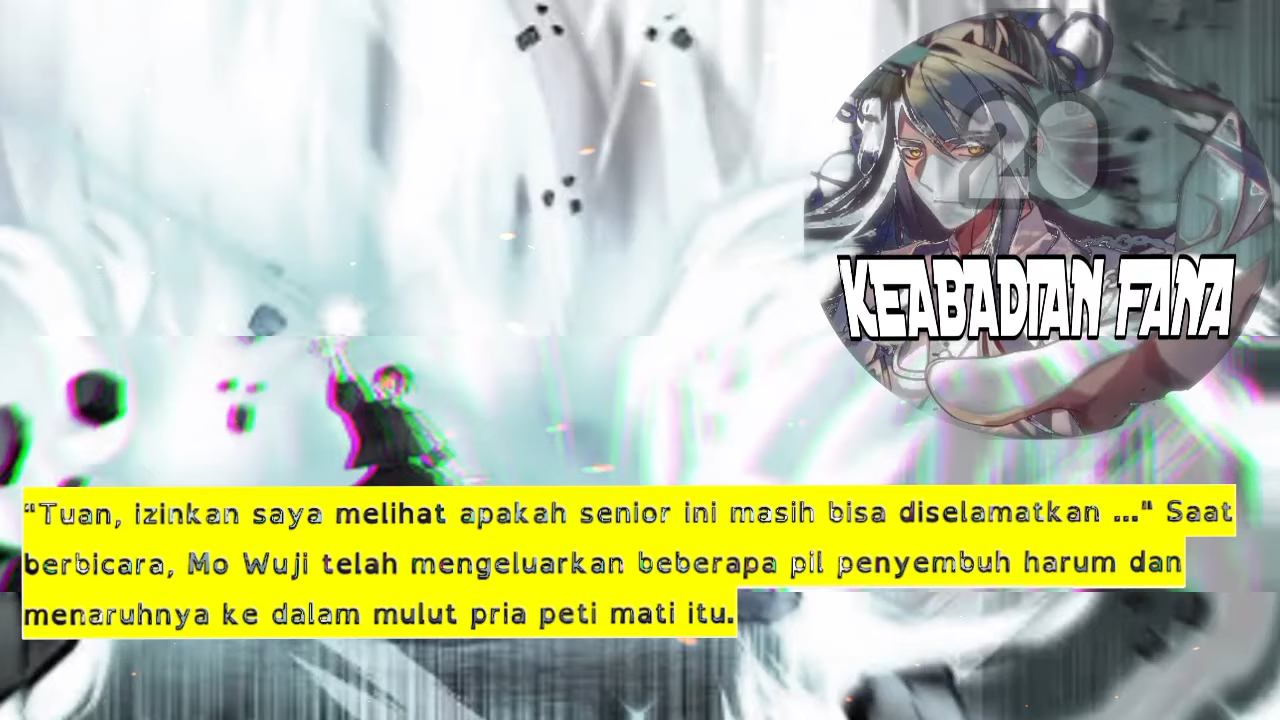 20
KEABADIAN FANA
"Tuan, izinkan saya melihat apakah senior ini masih bisa diselamatkan ..." Saat
berbicara, Mo Wuji telah mengeluarkan beberapa pil penyembuh harum dan
menaruhnya ke dalam mulut pria peti mati itu.